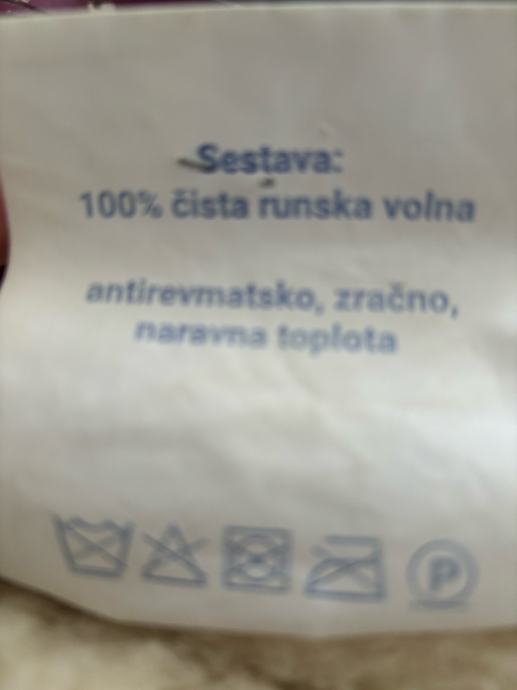 Sestava:
100% čista runska volna
antirevmatsko, zračno,
naravna toplota
P